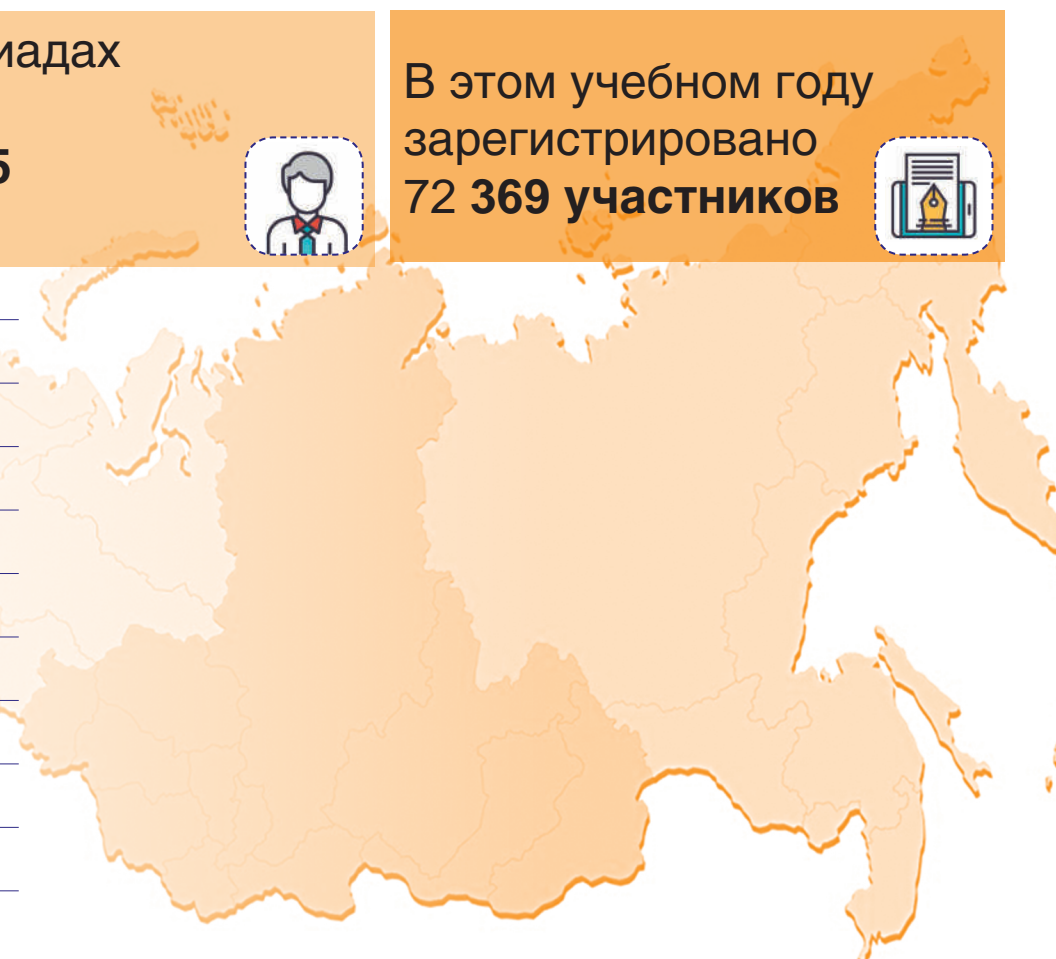 иадах
5
В этом учебном году
зарегистрировано
72 369 участников